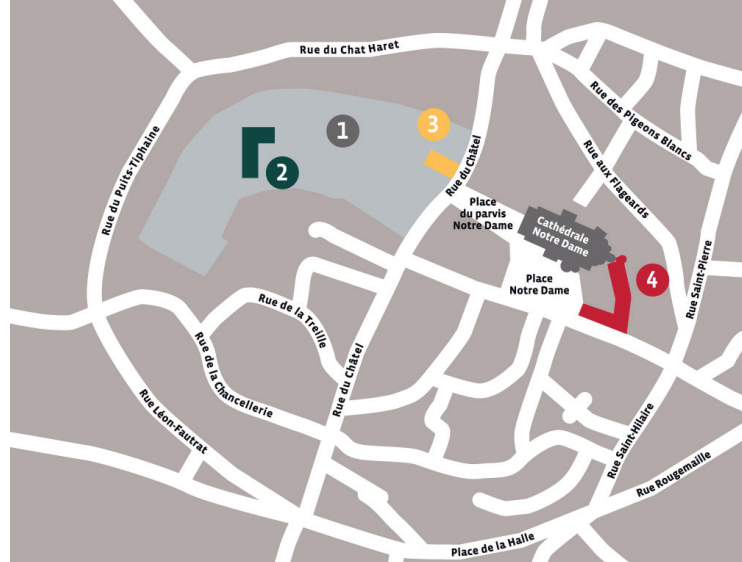 Rue du Chat Haret
Rue des Pigeons Blancs
1
3
2
Rue du Puits-Tiphaine
Rue du Châtel
Rue aux Flageards
Place
du parvis
Notre Dame
Cathédrale
Notre Dame
Place
Notre Dame
4
Rue Saint-Pierre
Rue de la Treille
Rue de la Chancellerie
Rue du Châtel
Rue Léon-Fautrat
Rue Saint-Hilaire
Rue Rougemaille
Place de la Halle